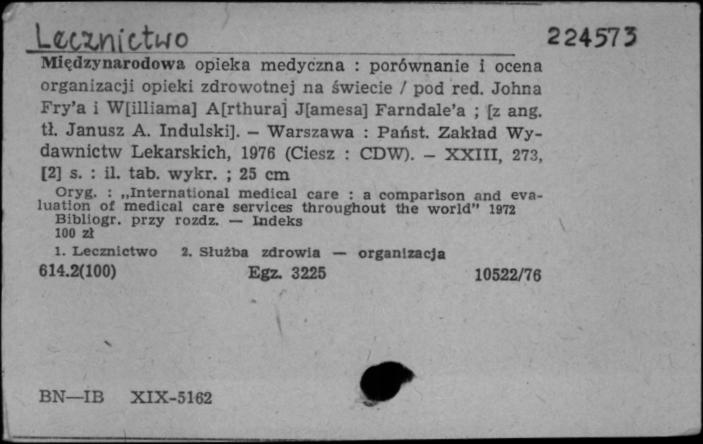 Lecznictwo 224573
Międzynarodowa opieka medyczna : porównanie i ocena
organizacji opieki zdrowotnej na świecie / pod red. Johna
Fry'a i W[illiama] A[rthura] J[amesa] Farndale'a ; [z ang.
tł. Janusz A. Indulski]. — Warszawa : Państ. Zakład Wy-
dawnictw Lekarskich, 1976 (Ciesz : CDW). — XXIII, 273,
[2] s. : il. tab. wykr. ; 25 cm
Oryg. : „International medical care : a comparison and eva-
luation of medical care services throughout the world" 1972
Bibliogr. przy rozdz. — Indeks
100 zł
1. Lecznictwo 2. Służba zdrowia — organizacja
614.2(100) Egz. 3225 10522/76
BN—IB XIX-5162